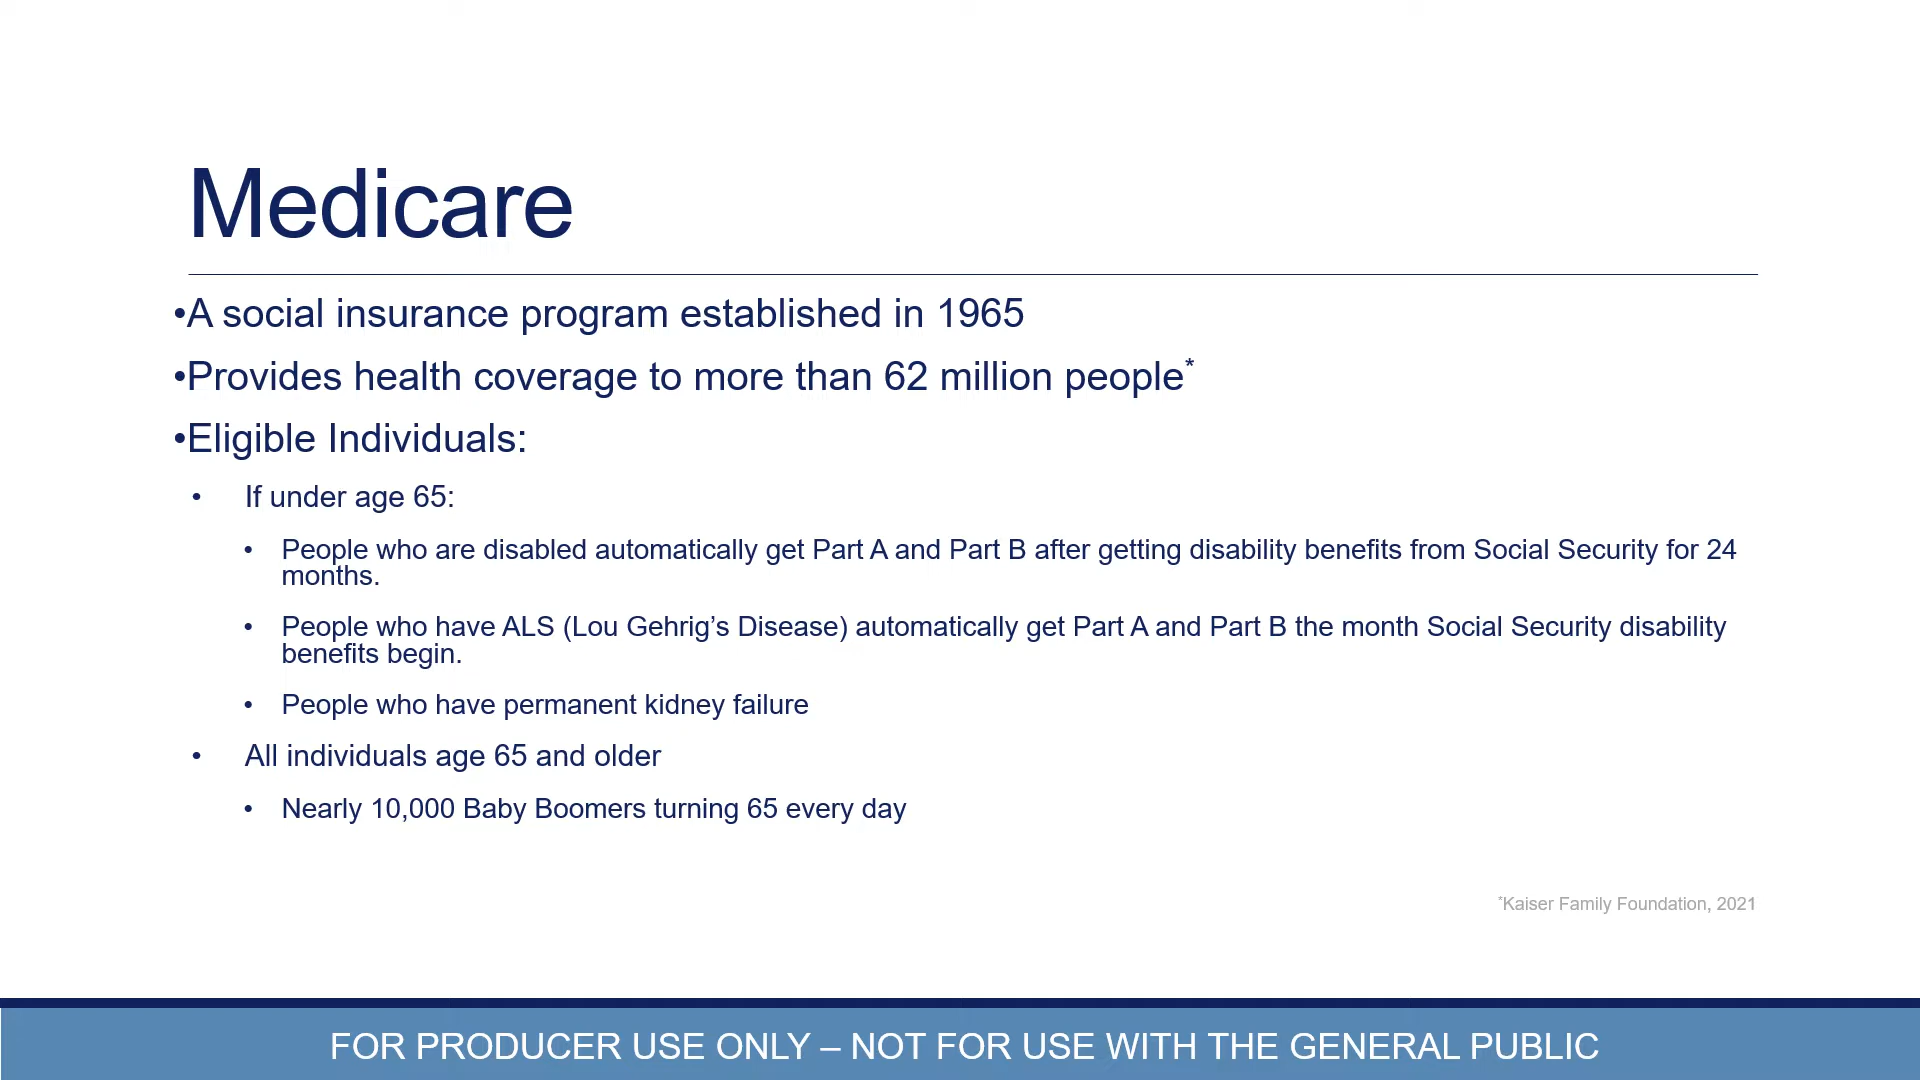 Medicare
•A social insurance program established in 1965
•Provides health coverage to more than 62 million people*
•Eligible Individuals:
• If under age 65:
• People who are disabled automatically get Part A and Part B after getting disability benefits from Social Security for 24
months.
• People who have ALS (Lou Gehrig’s Disease) automatically get Part A and Part B the month Social Security disability
benefits begin.
• People who have permanent kidney failure
• All individuals age 65 and older
• Nearly 10,000 Baby Boomers turning 65 every day
*Kaiser Family Foundation, 2021
FOR PRODUCER USE ONLY – NOT FOR USE WITH THE GENERAL PUBLIC